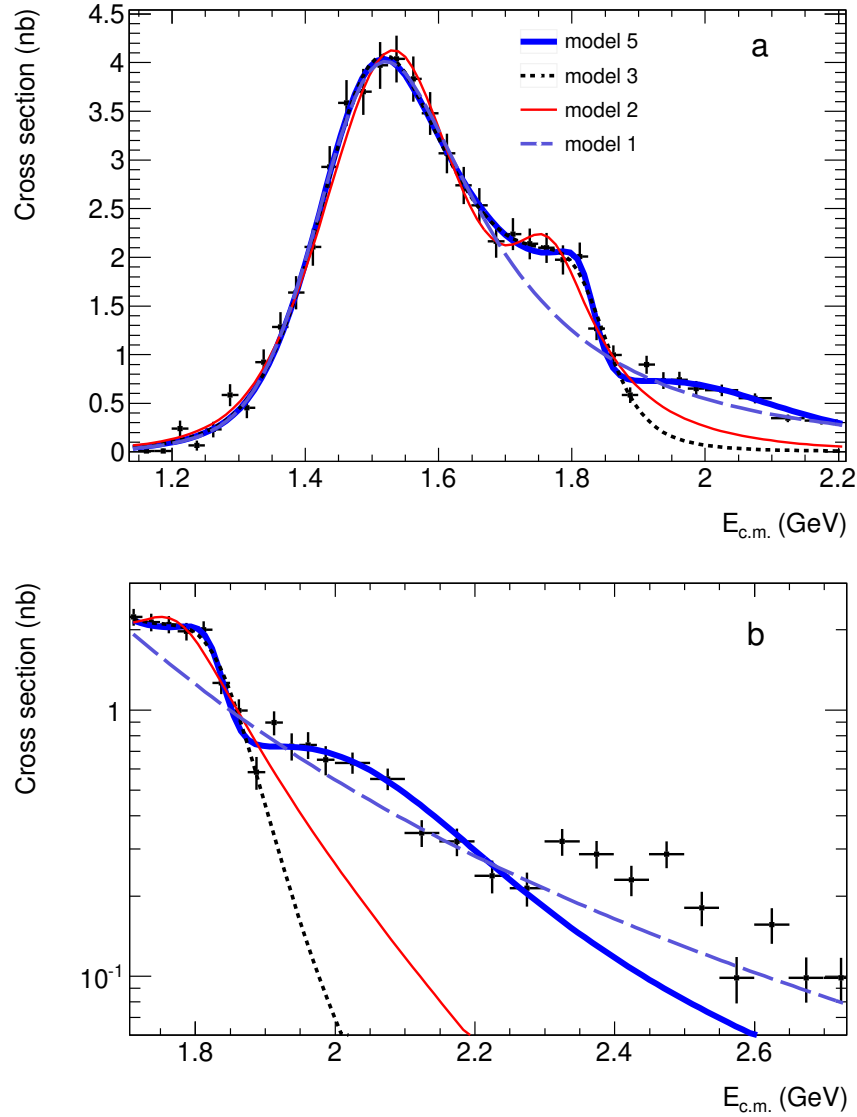 Cross section (nb)
4.5
4
3.5
3
2.5
2
1.5
1
0.5
0
a
model 5
model 3
model 2
model 1
1.2 1.4 1.6 1.8 2 2.2
E_c.m. (GeV)
Cross section (nb)
b
1
10^-1
1.8 2 2.2 2.4 2.6
E_c.m. (GeV)